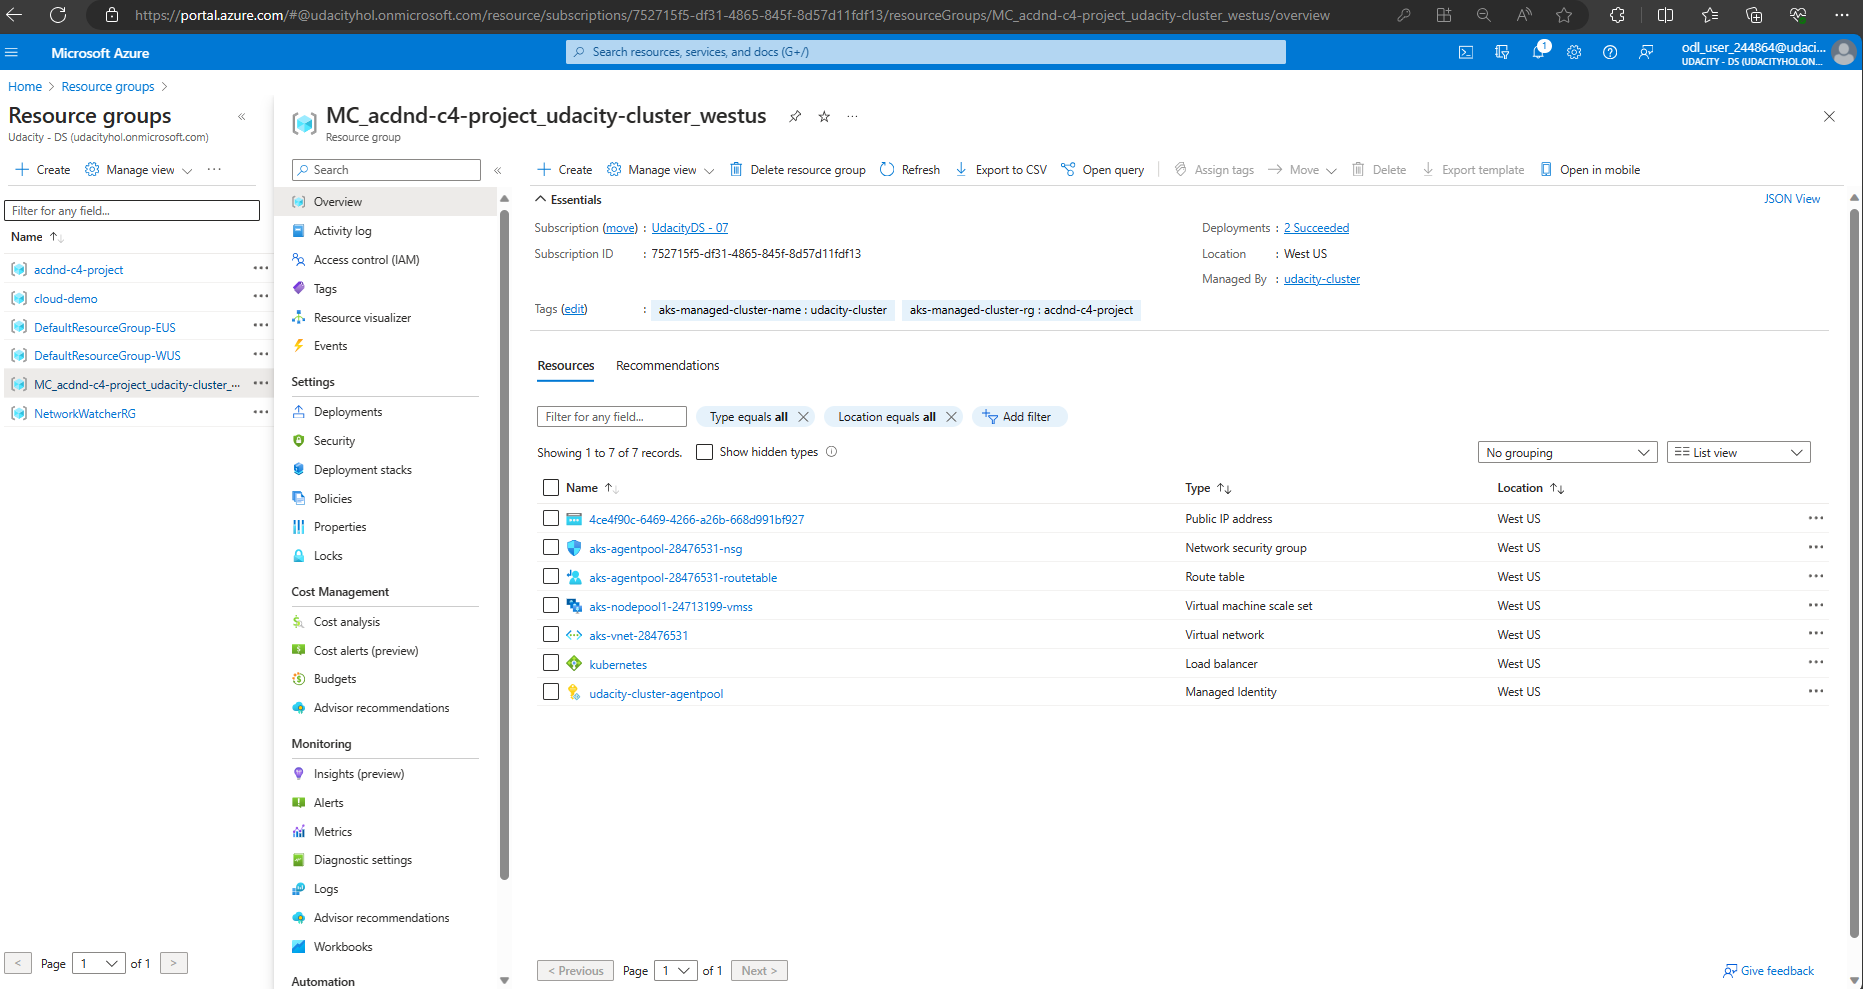 https://portal.azure.com/#@udacityhol.onmicrosoft.com/resource/subscriptions/752715f5-df31-4865-845f-8d57d11fdf13/resourceGroups/MC_acdnd-c4-project_udacity-cluster_westus/overview
Microsoft Azure
Search resources, services, and docs (G+/)
1
odl_user_244864@udaci...
UDACITY - DS (UDACITYHOL.ON...
Home > Resource groups >
Resource groups
Udacity - DS (udacityhol.onmicrosoft.com)
Create
Manage view
Filter for any field...
Name
acdnd-c4-project
cloud-demo
DefaultResourceGroup-EUS
DefaultResourceGroup-WUS
MC_acdnd-c4-project_udacity-cluster_...
NetworkWatcherRG
< Page 1 of 1 >
MC_acdnd-c4-project_udacity-cluster_westus
Resource group
Search
Overview
Activity log
Access control (IAM)
Tags
Resource visualizer
Events
Settings
Deployments
Security
Deployment stacks
Policies
Properties
Locks
Cost Management
Cost analysis
Cost alerts (preview)
Budgets
Advisor recommendations
Monitoring
Insights (preview)
Alerts
Metrics
Diagnostic settings
Logs
Advisor recommendations
Workbooks
Automation
Create Manage view Delete resource group Refresh Export to CSV Open query Assign tags Move Delete Export template Open in mobile
Essentials
JSON View
Subscription (move) : UdacityDS - 07
Subscription ID : 752715f5-df31-4865-845f-8d57d11fdf13
Deployments : 2 Succeeded
Location : West US
Managed By : udacity-cluster
Tags (edit) : aks-managed-cluster-name : udacity-cluster aks-managed-cluster-rg : acdnd-c4-project
Resources Recommendations
Filter for any field... Type equals all Location equals all Add filter
Showing 1 to 7 of 7 records. Show hidden types
No grouping List view
Name Type Location
4ce4f90c-6469-4266-a26b-668d991bf927 Public IP address West US
aks-agentpool-28476531-nsg Network security group West US
aks-agentpool-28476531-routetable Route table West US
aks-nodepool1-24713199-vmss Virtual machine scale set West US
aks-vnet-28476531 Virtual network West US
kubernetes Load balancer West US
udacity-cluster-agentpool Managed Identity West US
< Previous Page 1 of 1 Next >
Give feedback